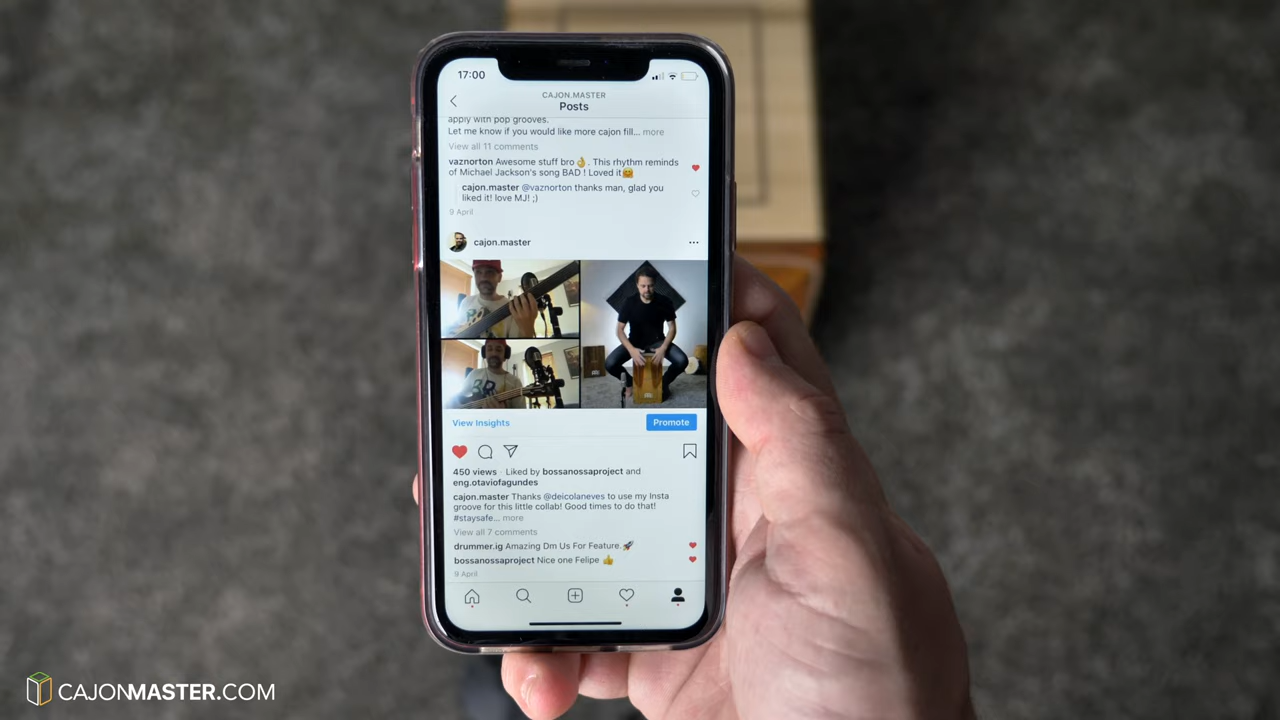 17:00
CAJON.MASTER
Posts
apply with pop grooves.
Let me know if you would like more cajon fill... more
View all 11 comments
vaznorton Awesome stuff bro👌. This rhythm reminds
of Michael Jackson's song BAD ! Loved it🤗
cajon.master @vaznorton thanks man, glad you
liked it! love MJ! ;)
9 April
cajon.master
View Insights
Promote
450 views · Liked by bossanossaproject and
eng.otaviofagundes
cajon.master Thanks @deicolaneves to use my Insta
groove for this little collab! Good times to do that!
#staysafe... more
View all 7 comments
drummer.ig Amazing Dm Us For Feature.🚀
bossanossaproject Nice one Felipe 👍
9 April
CAJONMASTER.COM